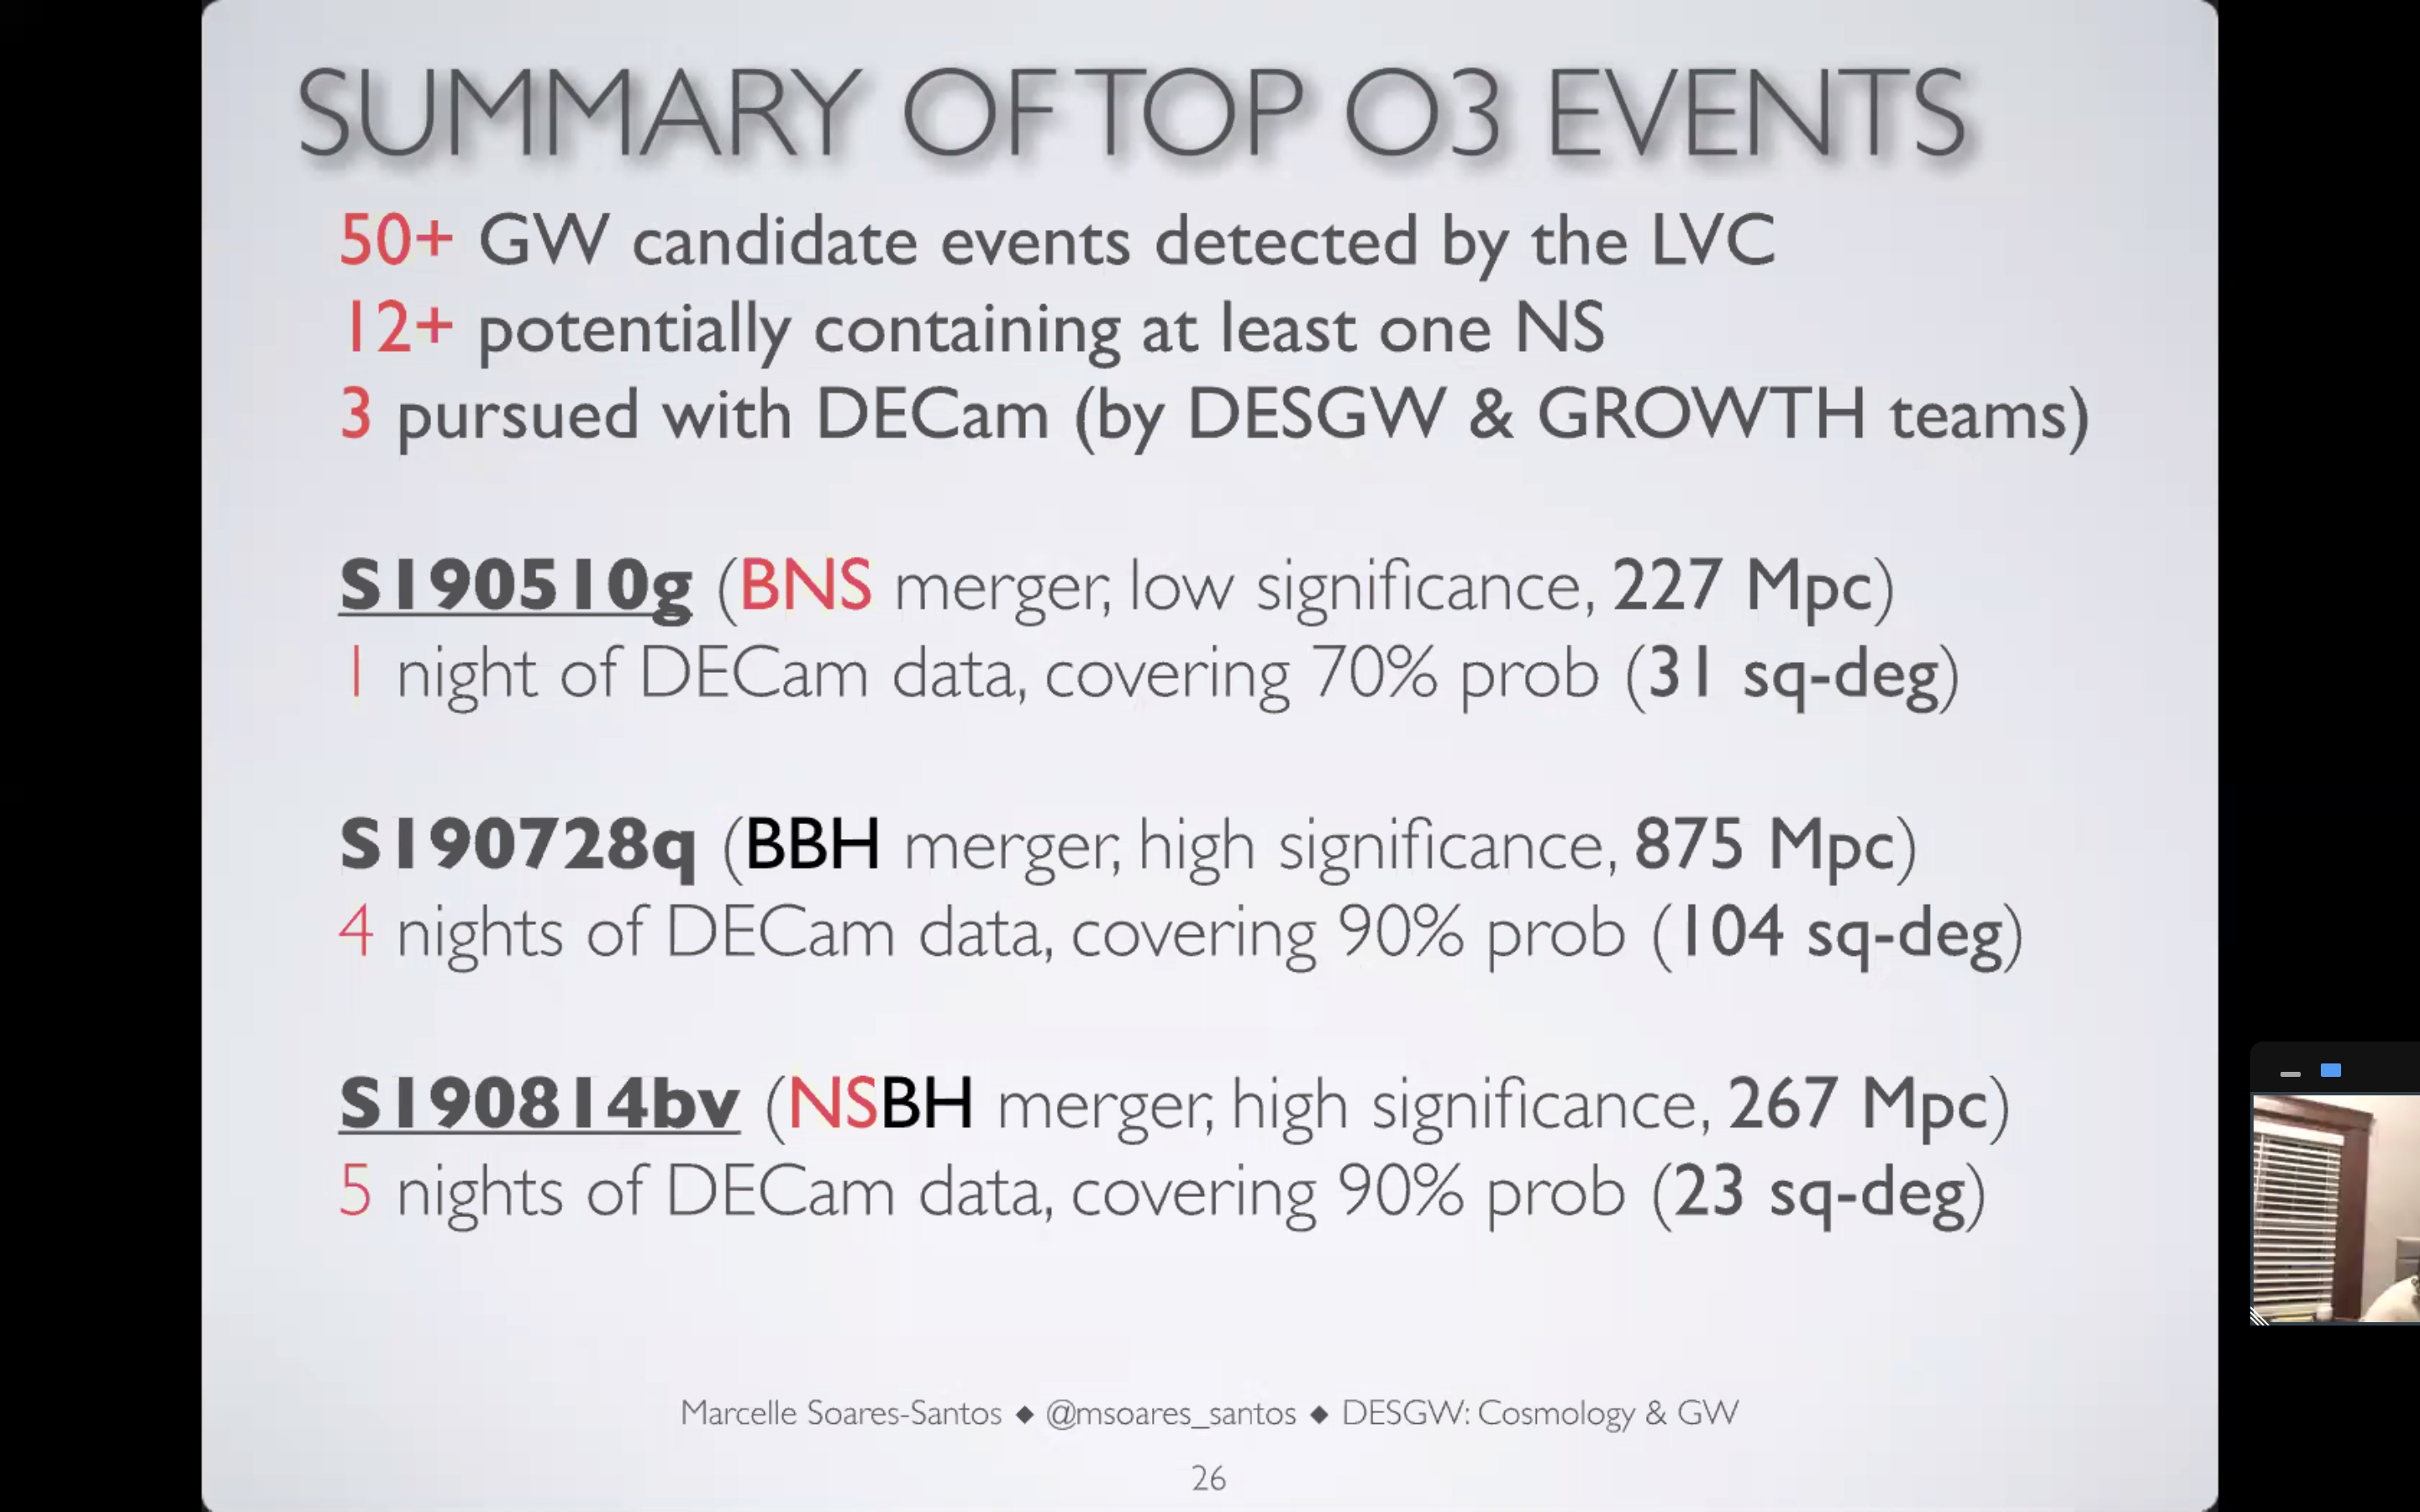 SUMMARY OF TOP O3 EVENTS
50+ GW candidate events detected by the LVC
12+ potentially containing at least one NS
3 pursued with DECam (by DESGW & GROWTH teams)
S190510g (BNS merger, low significance, 227 Mpc)
1 night of DECam data, covering 70% prob (31 sq-deg)
S190728q (BBH merger, high significance, 875 Mpc)
4 nights of DECam data, covering 90% prob (104 sq-deg)
S190814bv (NSBH merger, high significance, 267 Mpc)
5 nights of DECam data, covering 90% prob (23 sq-deg)
Marcelle Soares-Santos ◆ @msoares_santos ◆ DESGW: Cosmology & GW
26